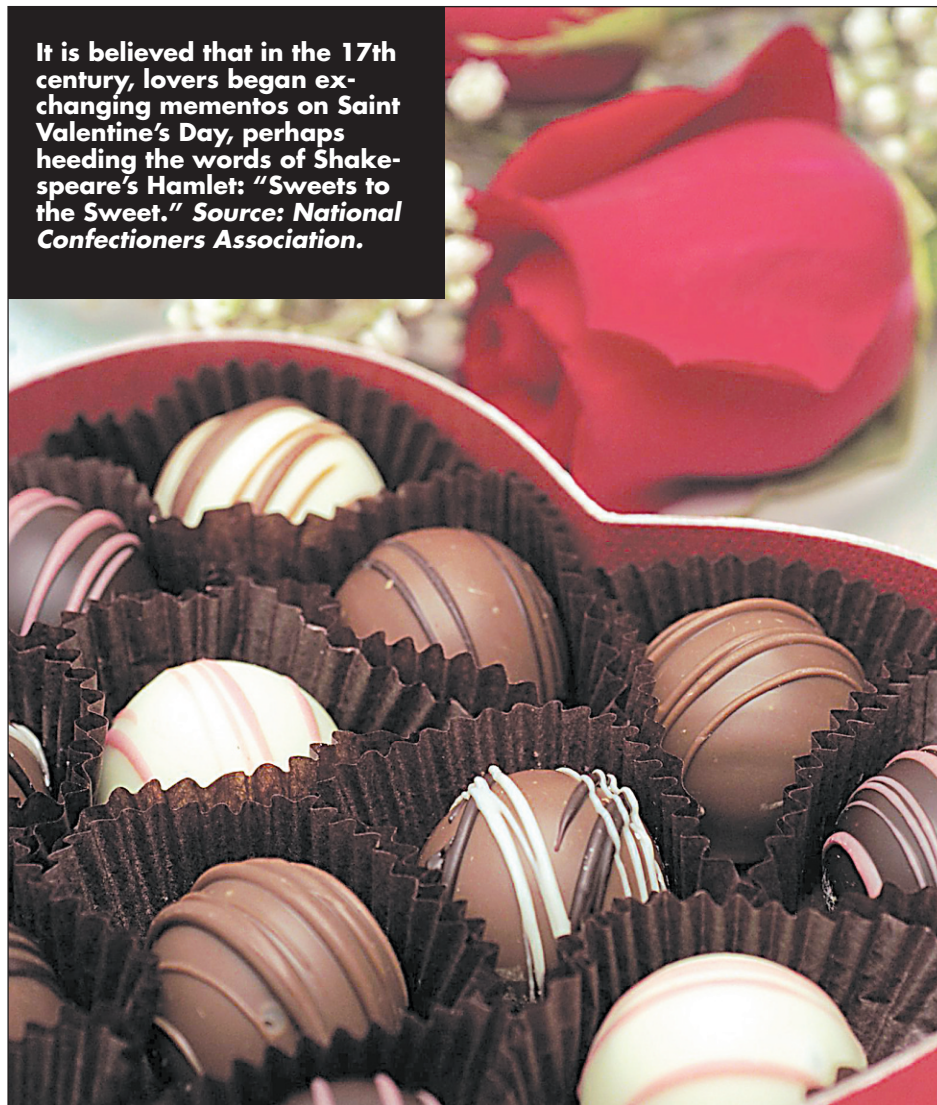 It is believed that in the 17th
century, lovers began ex-
changing mementos on Saint
Valentine’s Day, perhaps
heeding the words of Shake-
speare’s Hamlet: “Sweets to
the Sweet.” Source: National
Confectioners Association.